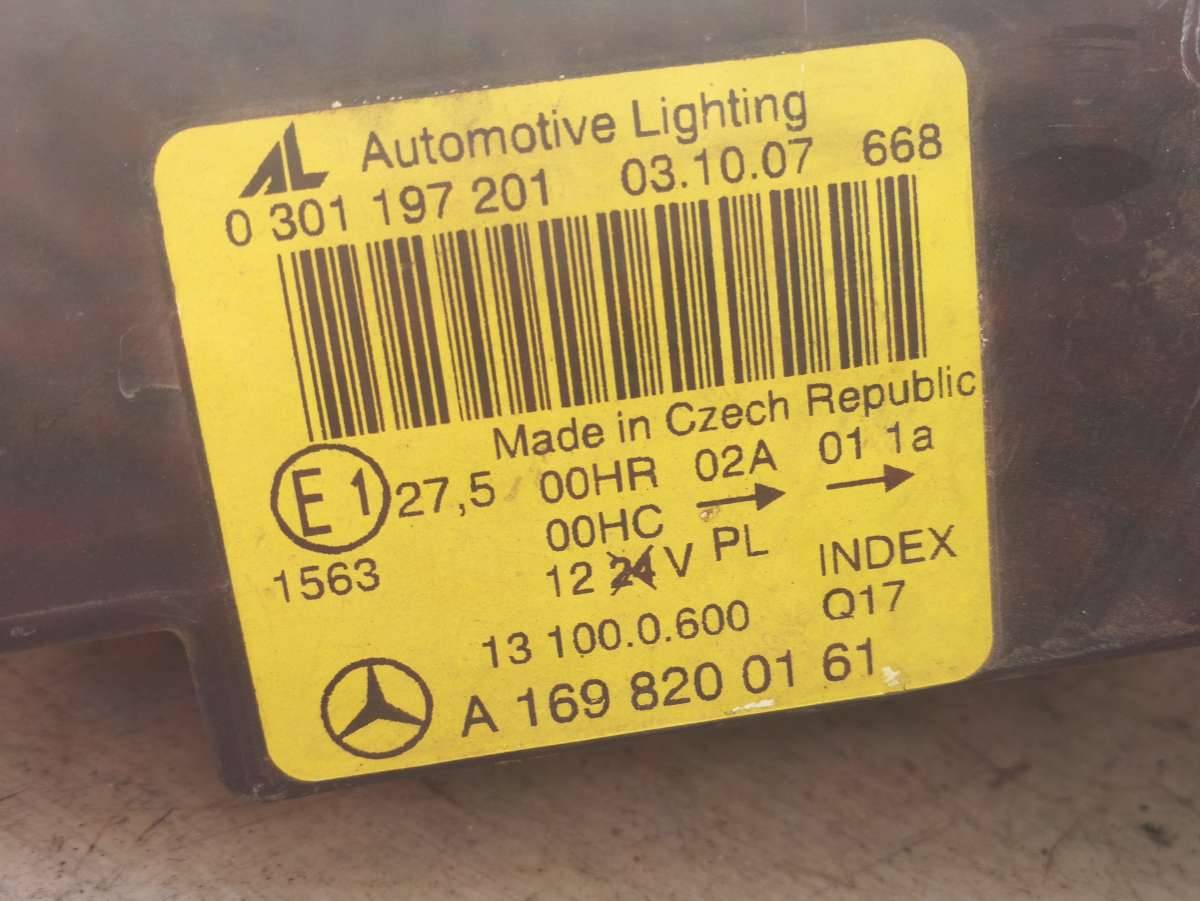 AL Automotive Lighting
0 301 197 201 03.10.07 668
Made in Czech Republic
E1 27,5 00HR 02A 01 1a
00HC → →
1563 12 24 V PL INDEX
13 100.0.600 Q17
A 169 820 01 61